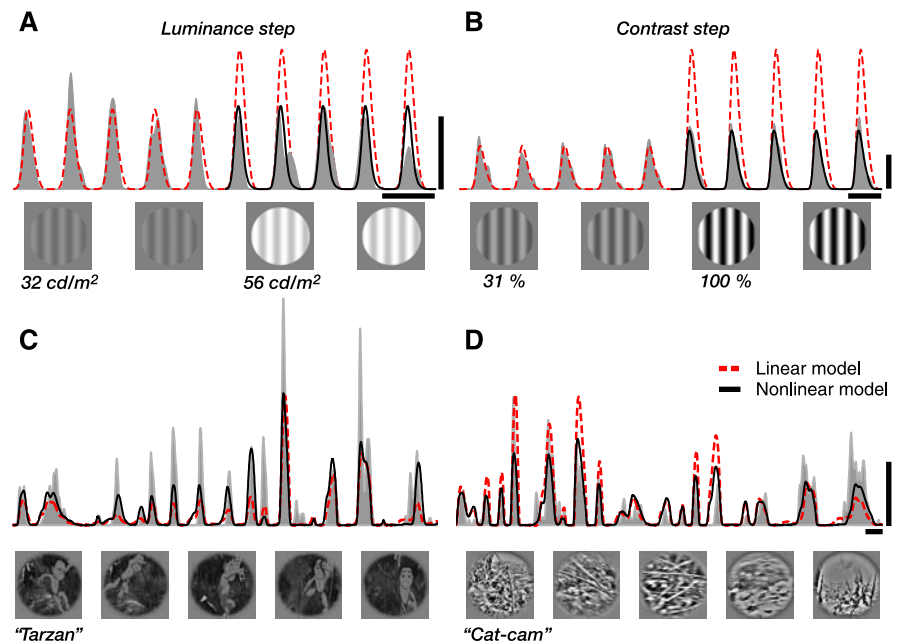 A
Luminance step
B
Contrast step
32 cd/m²
56 cd/m²
31 %
100 %
C
D
Linear model
Nonlinear model
“Tarzan”
“Cat-cam”